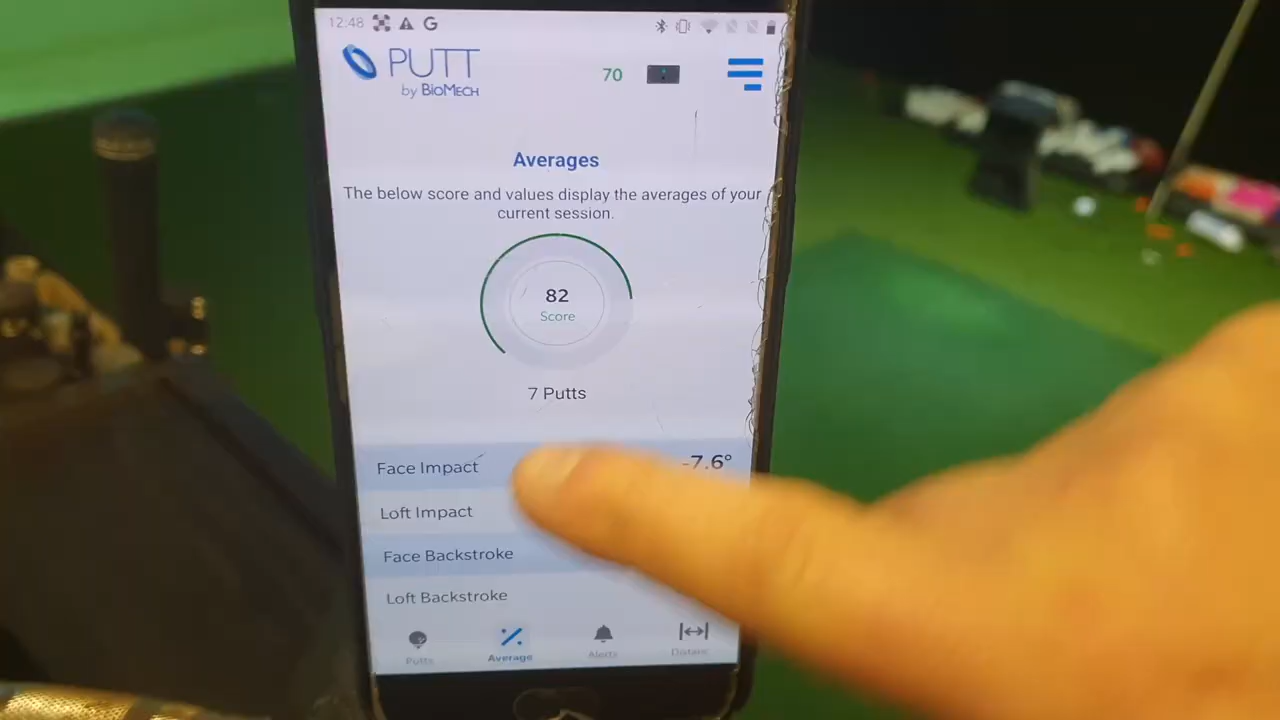 12:48
PUTT
by BIOMECH
70
Averages
The below score and values display the averages of your
current session.
82
Score
7 Putts
Face Impact -7.6°
Loft Impact
Face Backstroke
Loft Backstroke
Putts Average Alerts Distanc